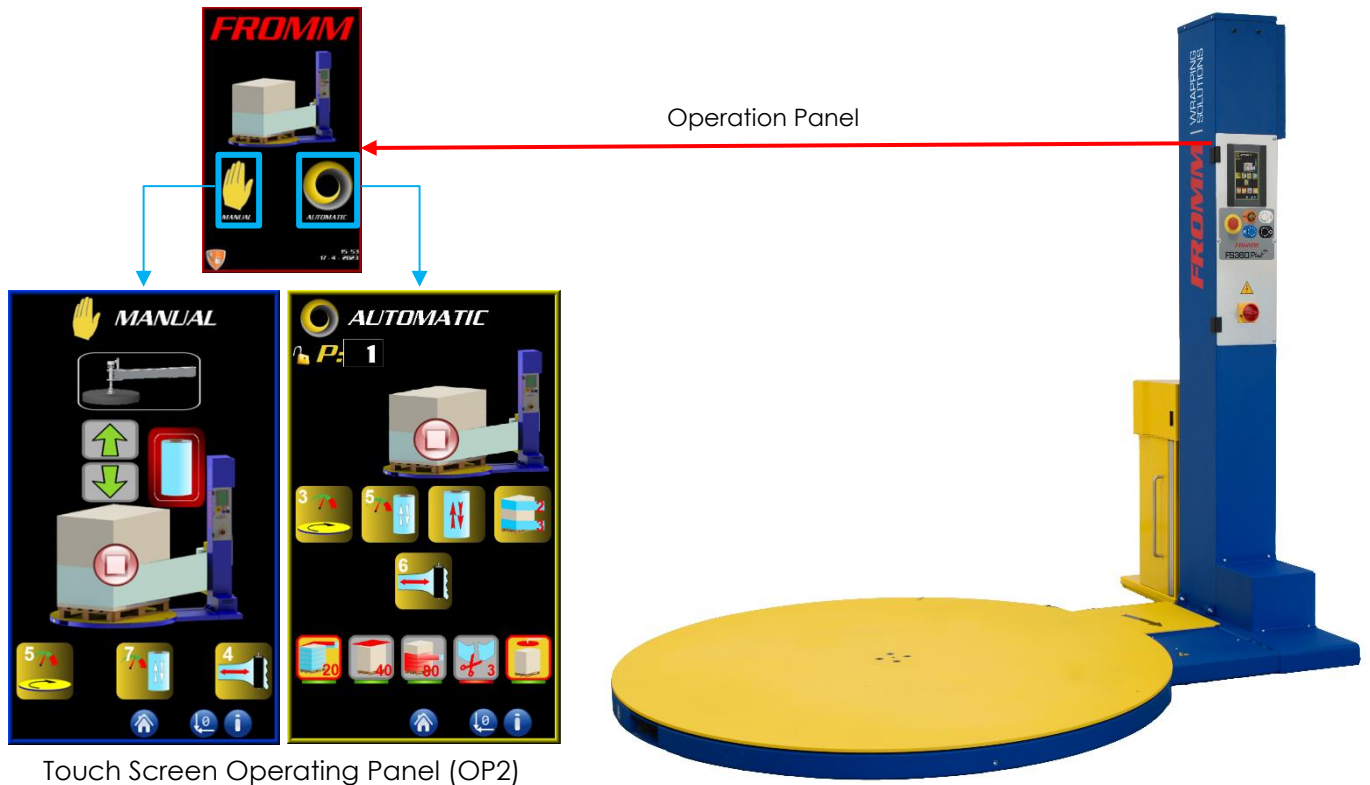 FROMM
MANUAL
AUTOMATIC
15-53
17-4-2023
Operation Panel
MANUAL
5
7
4
AUTOMATIC
P: 1
3
5
2
3
6
20
40
80
3
Touch Screen Operating Panel (OP2)
FROMM | WRAPPING
SOLUTIONS
FROMM